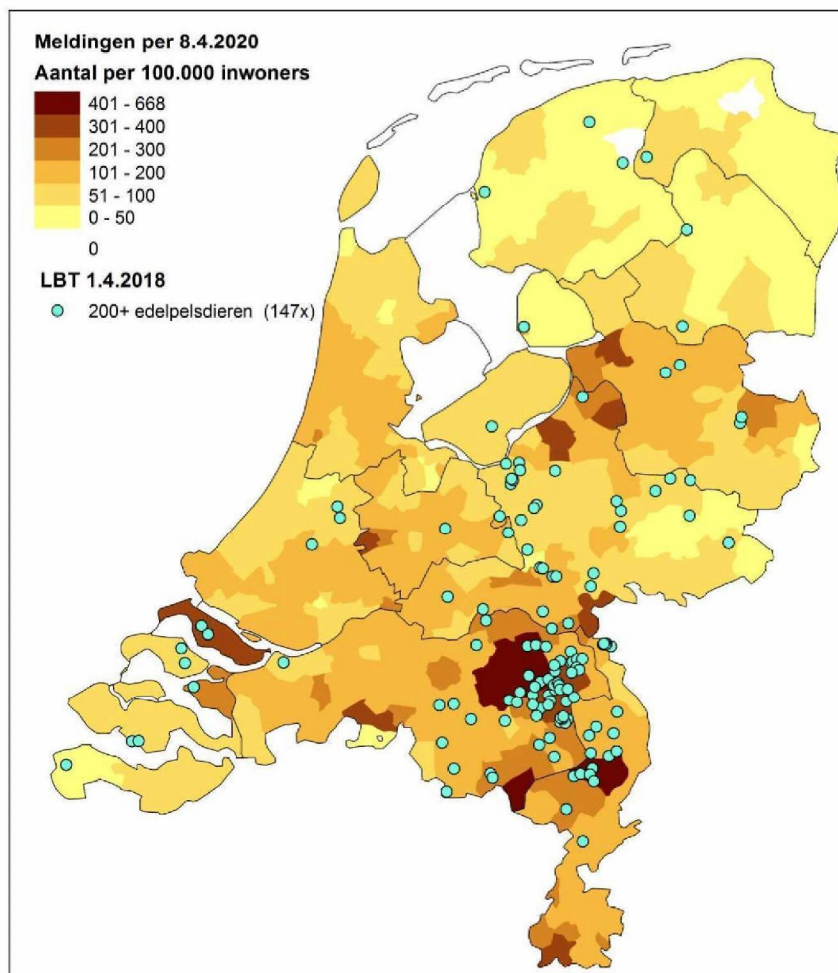 Meldingen per 8.4.2020
Aantal per 100.000 inwoners
401 - 668
301 - 400
201 - 300
101 - 200
51 - 100
0 - 50
0
LBT 1.4.2018
200+ edelpelsdieren (147x)